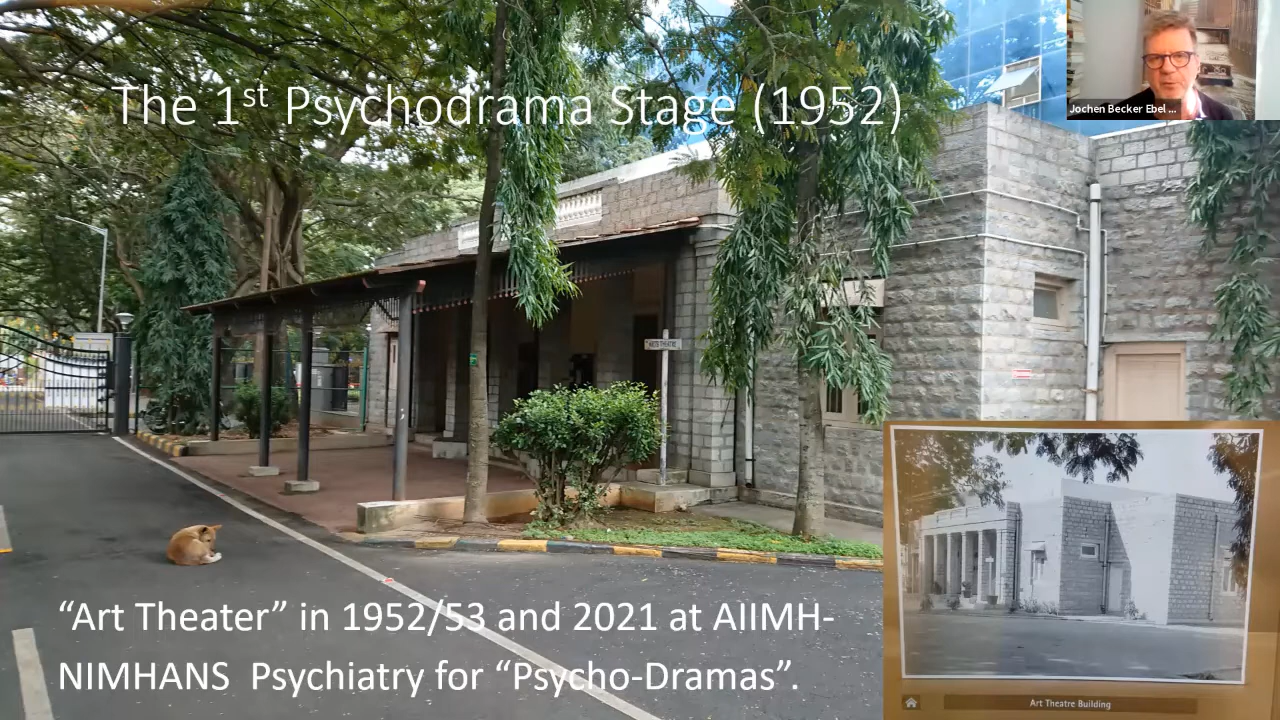 The 1st Psychodrama Stage (1952)
Jochen Becker Ebel ...
“Art Theater” in 1952/53 and 2021 at AIIMH-
NIMHANS Psychiatry for “Psycho-Dramas”.
Art Theatre Building